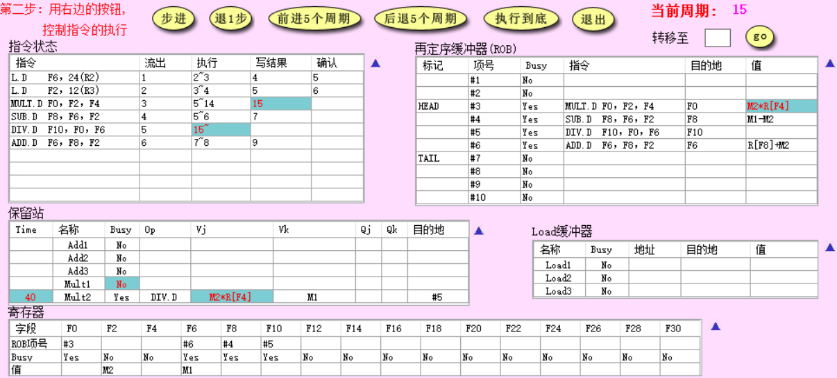 第二步：用右边的按钮，
控制指令的执行
步进 退1步 前进5个周期 后退5个周期 执行到底 退出
当前周期： 15
转移至 go
指令状态
指令 流出 执行 写结果 确认
L.D F6, 24(R2) 1 2~3 4 5
L.D F2, 12(R3) 2 3~4 5 6
MULT.D F0, F2, F4 3 5~14 15
SUB.D F8, F6, F2 4 5~6 7
DIV.D F10, F0, F6 5 15~
ADD.D F6, F8, F2 6 7~8 9
再定序缓冲器(ROB)
标记 项号 Busy 指令 目的地 值
#1 No
#2 No
HEAD #3 Yes MULT.D F0, F2, F4 F0 M2*R[F4]
#4 Yes SUB.D F8, F6, F2 F8 M1-M2
#5 Yes DIV.D F10, F0, F6 F10
#6 Yes ADD.D F6, F8, F2 F6 R[F8]+M2
TAIL #7 No
#8 No
#9 No
#10 No
保留站
Time 名称 Busy Op Vj Vk Qj Qk 目的地
Add1 No
Add2 No
Add3 No
Mult1 No
40 Mult2 Yes DIV.D M2*R[F4] M1 #5
Load缓冲器
名称 Busy 地址 目的地 值
Load1 No
Load2 No
Load3 No
寄存器
字段 F0 F2 F4 F6 F8 F10 F12 F14 F16 F18 F20 F22 F24 F26 F28 F30
ROB项号 #3 #6 #4 #5
Busy Yes No No Yes Yes Yes No No No No No No No No No No
值 M2 M1